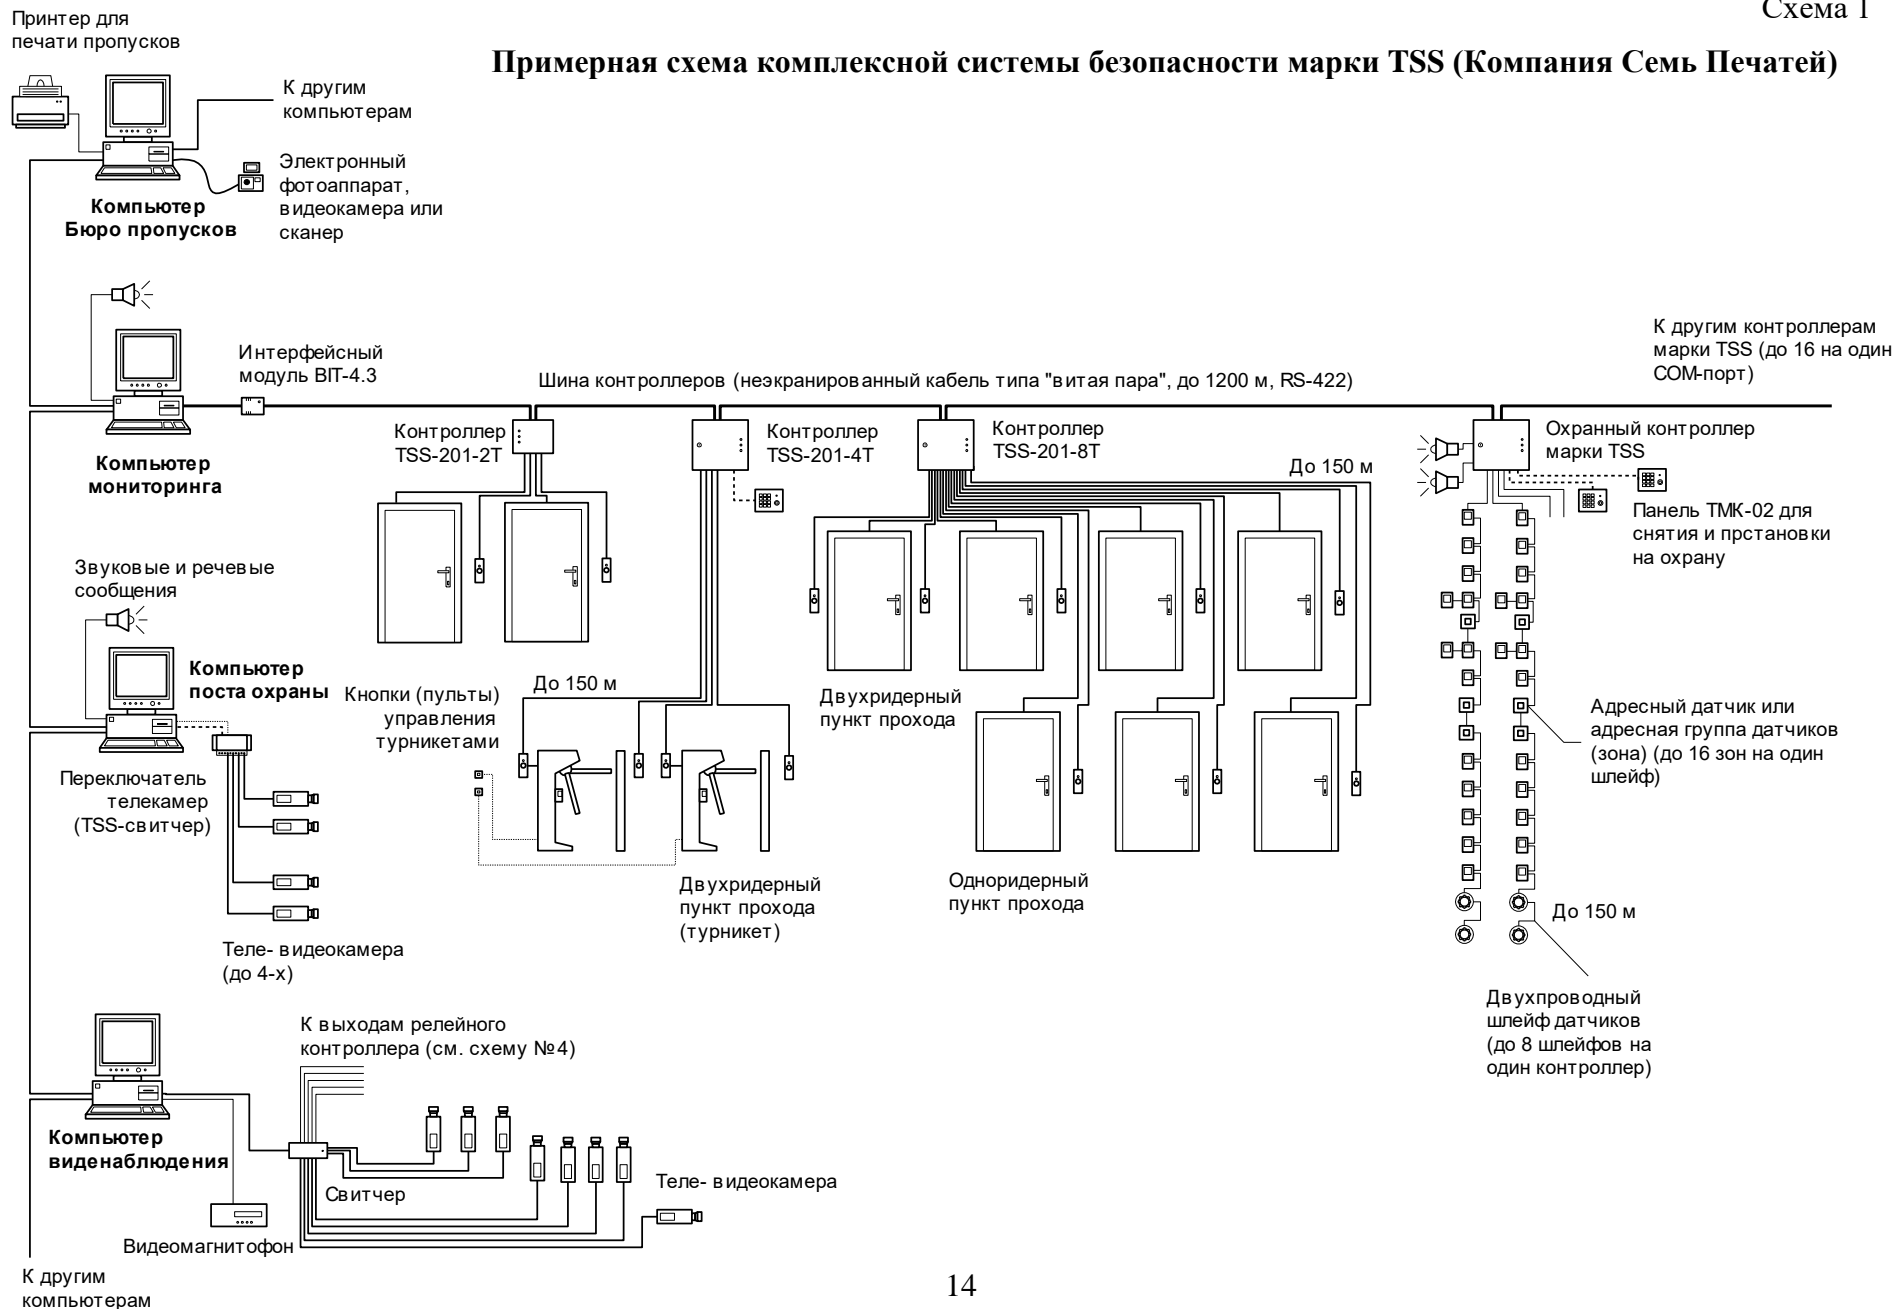 Схема 1
Примерная схема комплексной системы безопасности марки TSS (Компания Семь Печатей)
Принтер для
печати пропусков
К другим
компьютерам
Электронный
фотоаппарат,
видеокамера или
сканер
Компьютер
Бюро пропусков
Интерфейсный
модуль BIT-4.3
Шина контроллеров (неэкранированный кабель типа "витая пара", до 1200 м, RS-422)
К другим контроллерам
марки TSS (до 16 на один
COM-порт)
Компьютер
мониторинга
Контроллер
TSS-201-2T
Контроллер
TSS-201-4T
Контроллер
TSS-201-8T
До 150 м
Охранный контроллер
марки TSS
Панель ТМК-02 для
снятия и прстановки
на охрану
Звуковые и речевые
сообщения
Компьютер
поста охраны
Кнопки (пульты)
управления
турникетами
До 150 м
Двухридерный
пункт прохода
Адресный датчик или
адресная группа датчиков
(зона) (до 16 зон на один
шлейф)
Переключатель
телекамер
(TSS-свитчер)
Теле- видеокамера
(до 4-х)
Двухридерный
пункт прохода
(турникет)
Одноридерный
пункт прохода
До 150 м
Двухпроводный
шлейф датчиков
(до 8 шлейфов на
один контроллер)
К выходам релейного
контроллера (см. схему №4)
Компьютер
виденаблюдения
Свитчер
Теле- видеокамера
Видеомагнитофон
К другим
компьютерам
14